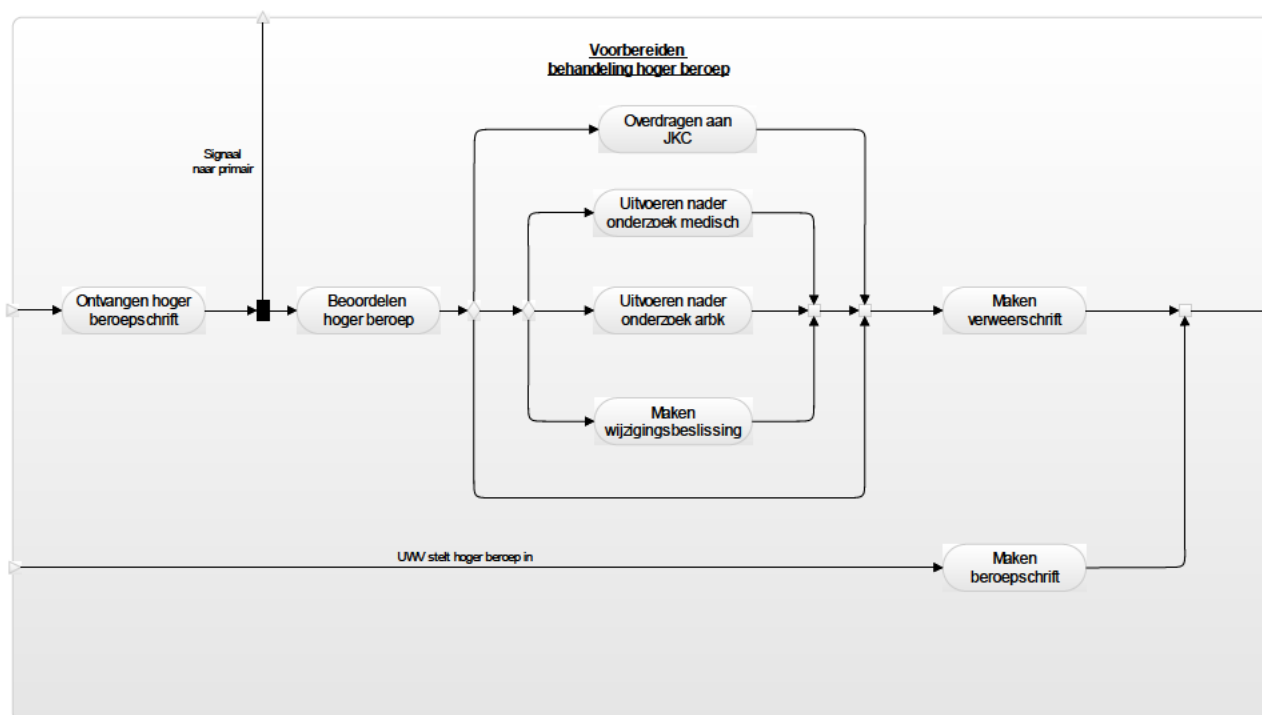 Voorbereiden
behandeling hoger beroep
Overdragen aan
JKC
Signaal
naar primair
Uitvoeren nader
onderzoek medisch
Ontvangen hoger
beroepschrift
Beoordelen
hoger beroep
Uitvoeren nader
onderzoek arbk
Maken
verweerschrift
Maken
wijzigingsbeslissing
UWV stelt hoger beroep in
Maken
beroepschrift